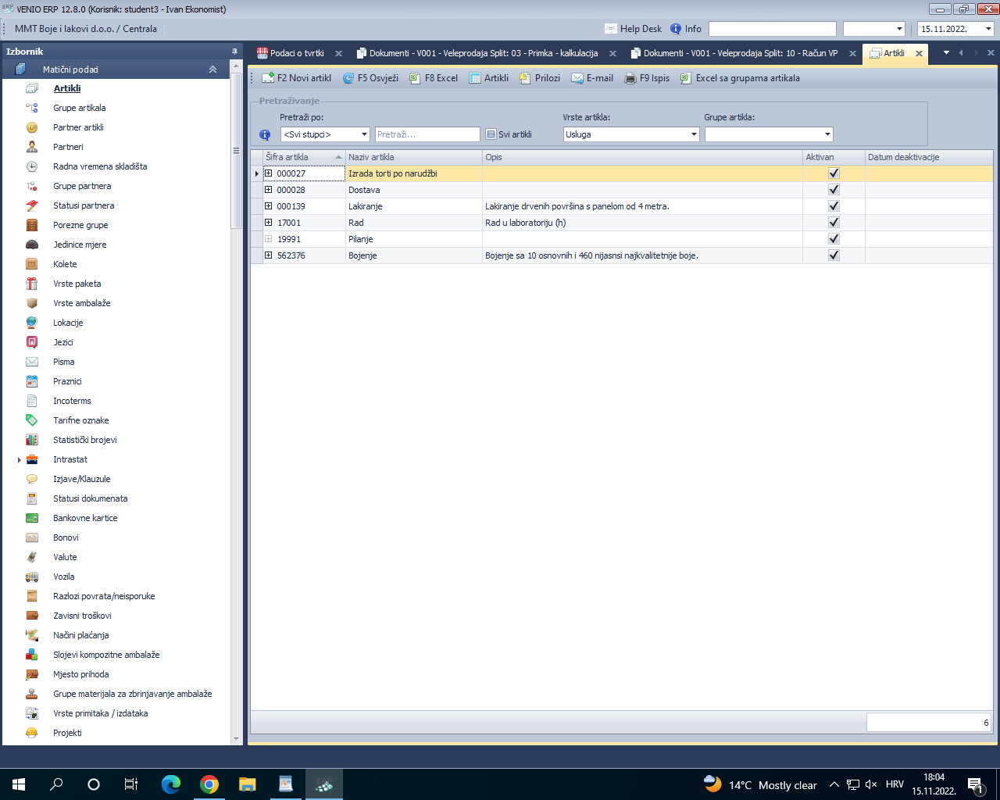 VENIO ERP 12.8.0 (Korisnik: student3 - Ivan Ekonomist)
MMT Boje i lakovi d.o.o. / Centrala
Help Desk
Info
15.11.2022.
Izbornik
Matični podaci
Artikli
Grupe artikala
Partner artikli
Partneri
Radna vremena skladišta
Grupe partnera
Statusi partnera
Porezne grupe
Jedinice mjere
Kolete
Vrste paketa
Vrste ambalaže
Lokacije
Jezici
Pisma
Praznici
Incoterms
Tarifne oznake
Statistički brojevi
Intrastat
Izjave/Klauzule
Statusi dokumenata
Bankovne kartice
Bonovi
Valute
Vozila
Razlozi povrata/neisporuke
Zavisni troškovi
Načini plaćanja
Slojevi kompozitne ambalaže
Mjesto prihoda
Grupe materijala za zbrinjavanje ambalaže
Vrste primitaka / izdataka
Projekti
Podaci o tvrtki
Dokumenti - V001 - Veleprodaja Split: 03 - Primka - kalkulacija
Dokumenti - V001 - Veleprodaja Split: 10 - Račun VP
Artikli
F2 Novi artikl
F5 Osvježi
F8 Excel
Artikli
Prilozi
E-mail
F9 Ispis
Excel sa grupama artikala
Pretraživanje
Pretraži po:
Vrste artikla:
Grupe artikla:
<Svi stupci>
Pretraži...
Svi artikli
Usluga
Šifra artikla
Naziv artikla
Opis
Aktivan
Datum deaktivacije
000027 Izrada torti po narudžbi
000028 Dostava
000139 Lakiranje Lakiranje drvenih površina s panelom od 4 metra.
17001 Rad Rad u laboratoriju (h)
19991 Pilanje
562376 Bojenje Bojenje sa 10 osnovnih i 460 nijasnsi najkvalitetnije boje.
6
14°C Mostly clear
HRV
18:04
15.11.2022.
1